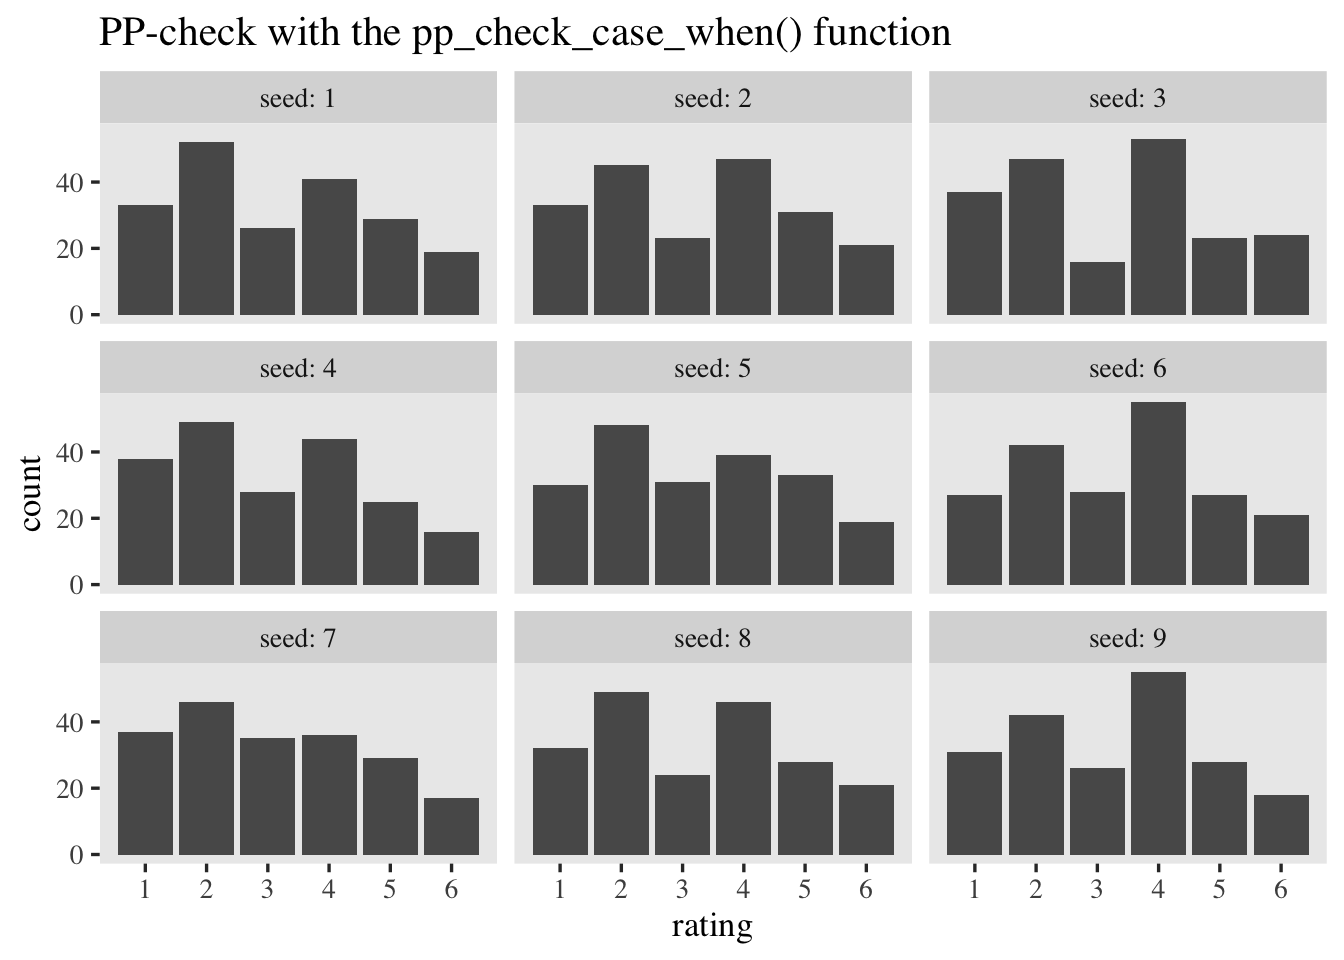 PP-check with the pp_check_case_when() function
seed: 1
seed: 2
seed: 3
40
20
0
seed: 4
seed: 5
seed: 6
40
20
0
count
seed: 7
seed: 8
seed: 9
40
20
0
1 2 3 4 5 6
1 2 3 4 5 6
1 2 3 4 5 6
rating